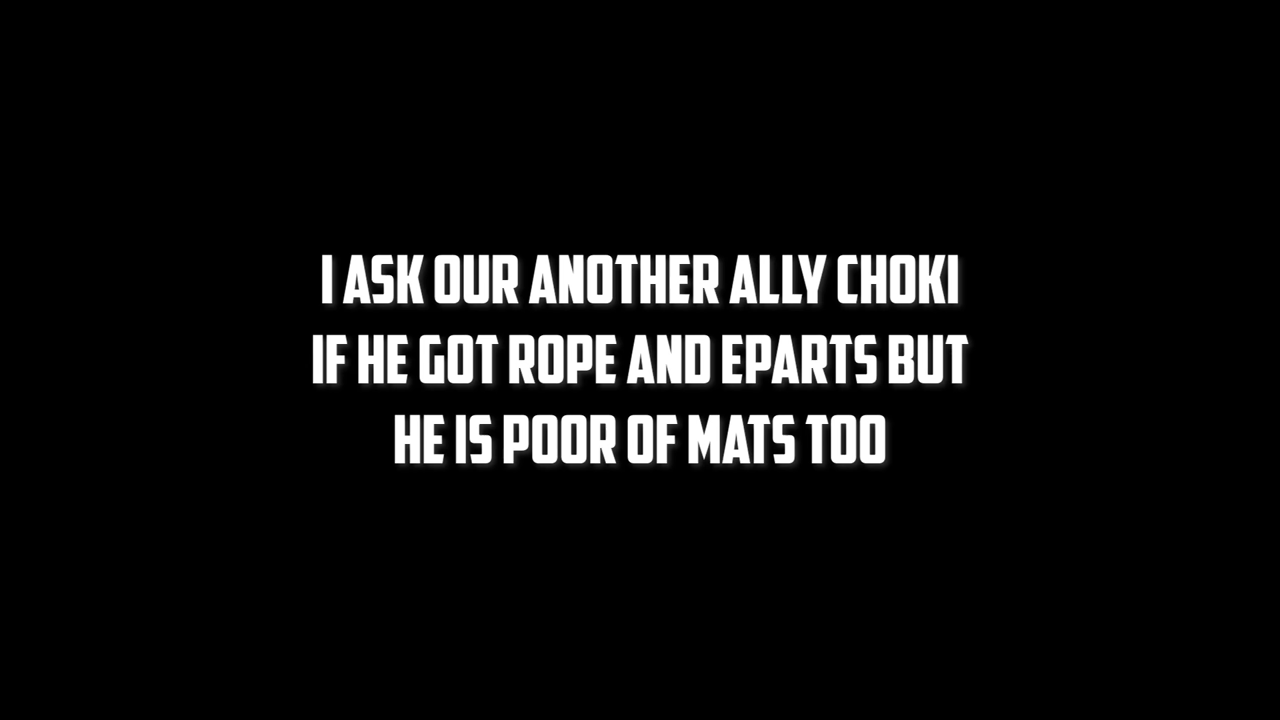 I ASK OUR ANOTHER ALLY CHOKI
IF HE GOT ROPE AND EPARTS BUT
HE IS POOR OF MATS TOO